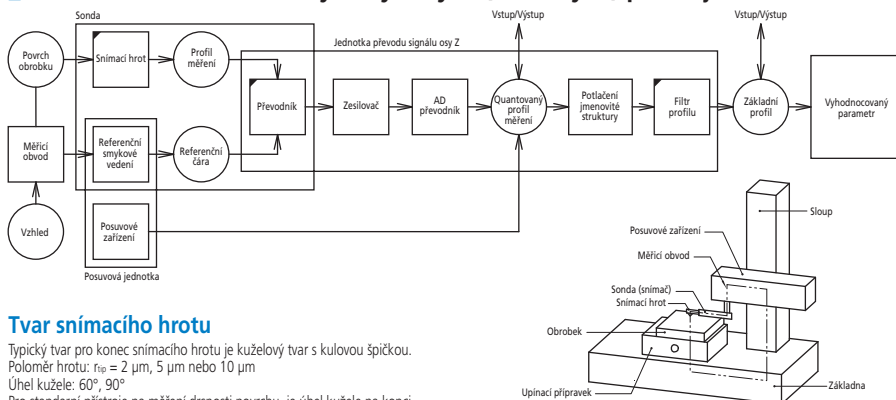 Sonda
Vstup/Výstup
Vstup/Výstup
Jednotka převodu signálu osy Z
Povrch
obrobku
Snímací hrot
Profil
měření
Převodník
Zesilovač
AD
převodník
Quantovaný
profil
měření
Potlačení
jmenovité
struktury
Filtr
profilu
Základní
profil
Vyhodnocovaný
parametr
Měřicí
obvod
Referenční
smykové
vedení
Referenční
čára
Vzhled
Posuvové
zařízení
Posuvová jednotka
Sloup
Posuvové zařízení
Měřicí obvod
Sonda (snímač)
Snímací hrot
Obrobek
Upínací přípravek
Základna
Tvar snímacího hrotu
Typický tvar pro konec snímacího hrotu je kuželový tvar s kulovou špičkou.
Poloměr hrotu: rtip = 2 µm, 5 µm nebo 10 µm
Úhel kužele: 60°, 90°